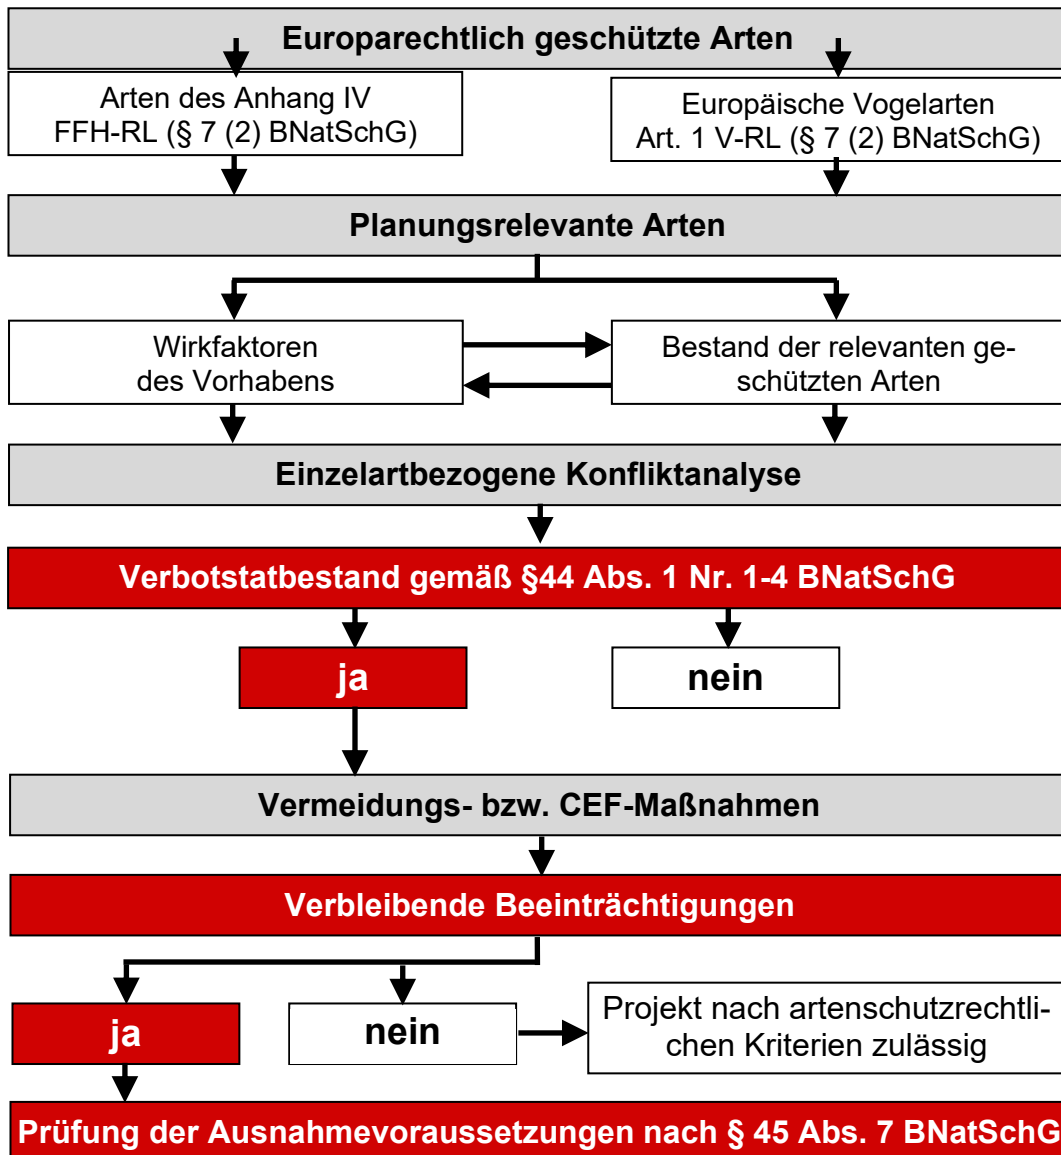 Europarechtlich geschützte Arten
Arten des Anhang IV
FFH-RL (§ 7 (2) BNatSchG)
Europäische Vogelarten
Art. 1 V-RL (§ 7 (2) BNatSchG)
Planungsrelevante Arten
Wirkfaktoren
des Vorhabens
Bestand der relevanten ge-
schützten Arten
Einzelartbezogene Konfliktanalyse
Verbotstatbestand gemäß §44 Abs. 1 Nr. 1-4 BNatSchG
ja
nein
Vermeidungs- bzw. CEF-Maßnahmen
Verbleibende Beeinträchtigungen
ja
nein
Projekt nach artenschutzrechtli-
chen Kriterien zulässig
Prüfung der Ausnahmevoraussetzungen nach § 45 Abs. 7 BNatSchG